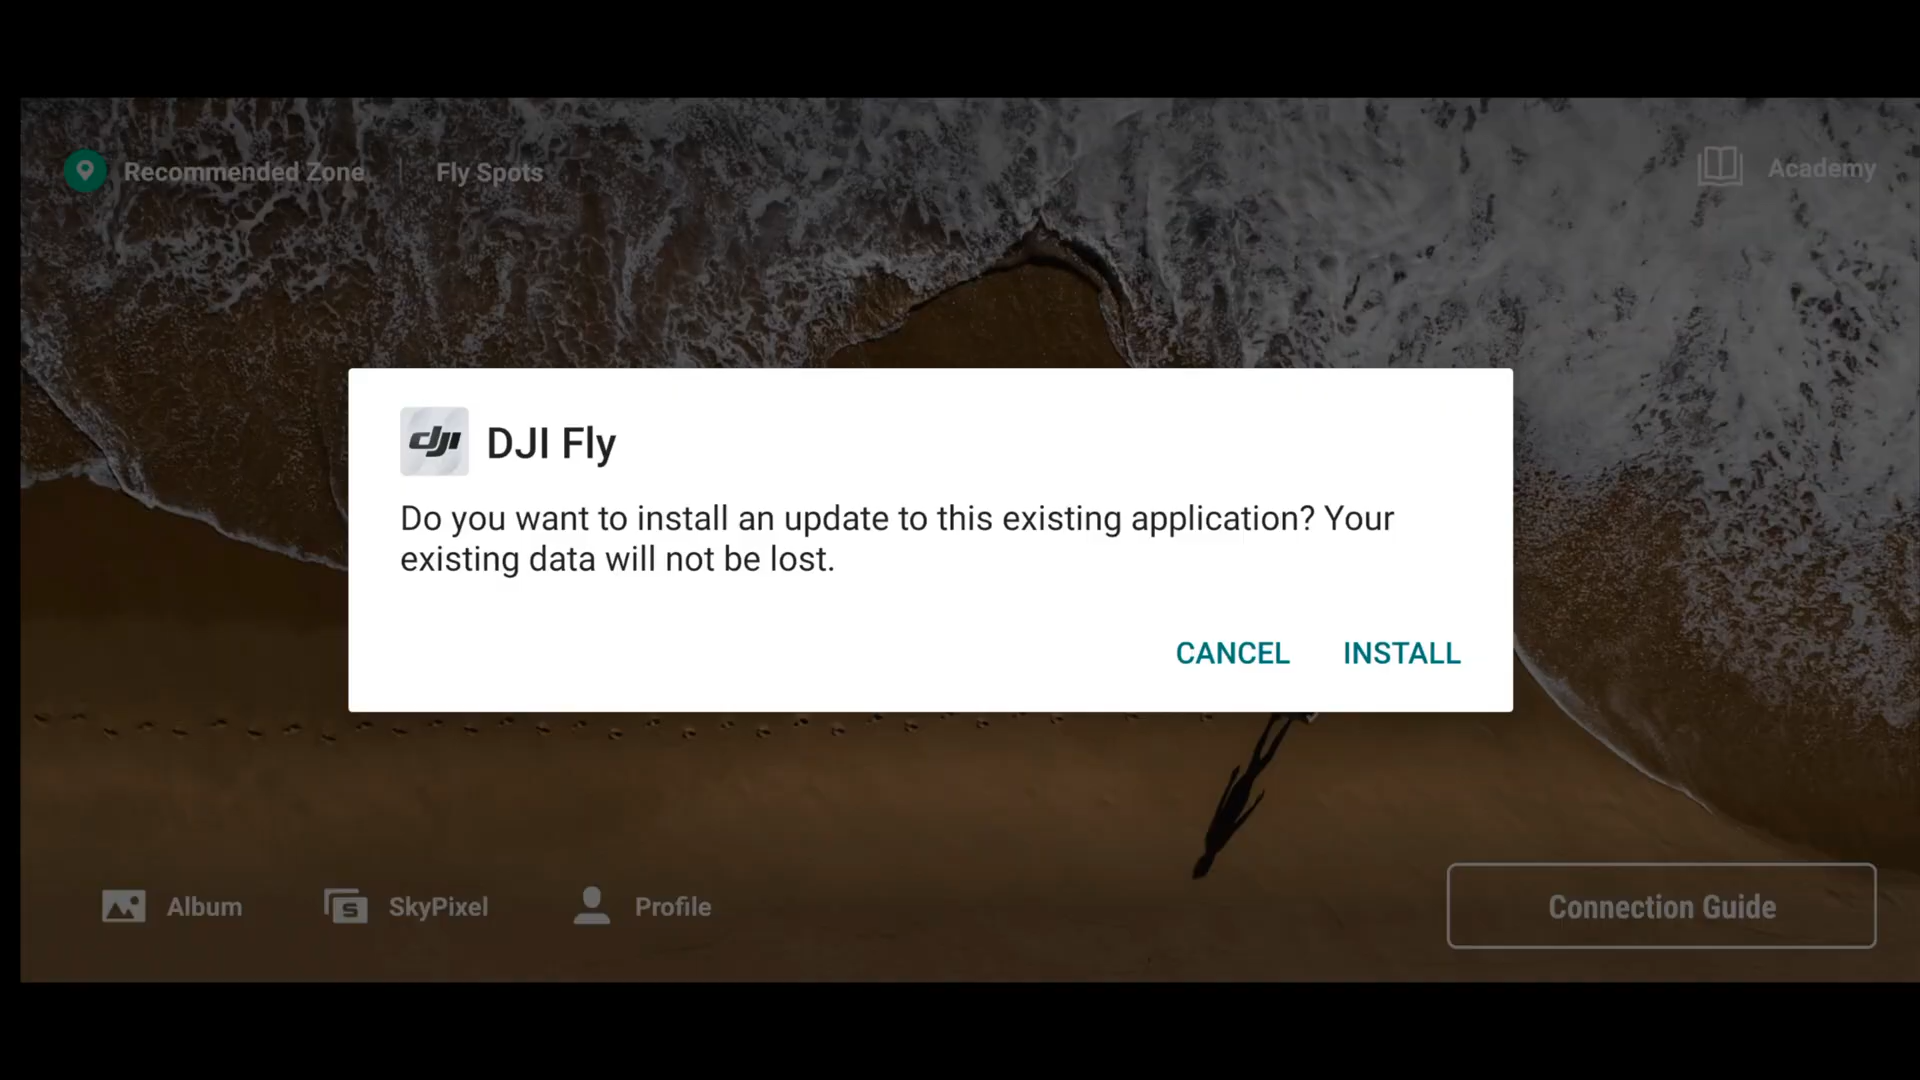 Recommended Zone | Fly Spots
Academy
dji DJI Fly
Do you want to install an update to this existing application? Your
existing data will not be lost.
CANCEL INSTALL
Album SkyPixel Profile
Connection Guide